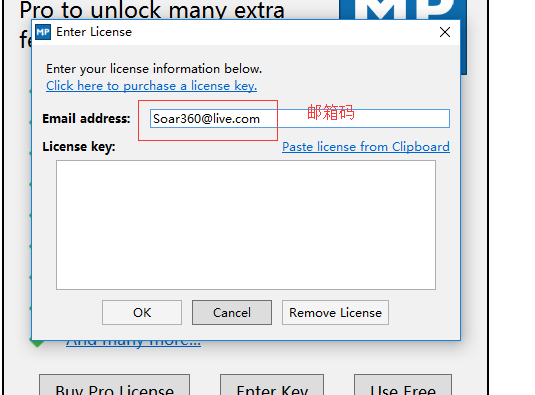 Pro to unlock many extra
MP
fe
MP Enter License
Enter your license information below.
Click here to purchase a license key.
Email address: Soar360@live.com 邮箱码
License key: Paste license from Clipboard
OK Cancel Remove License
And many more...
Buy Pro License Enter Key Use Free